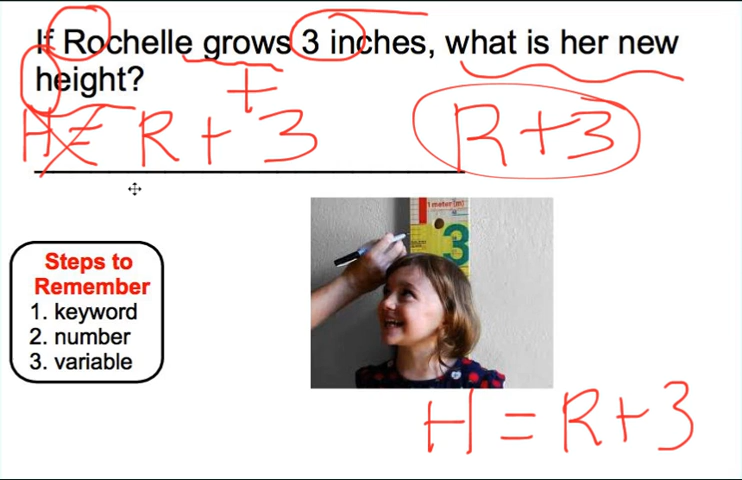 If Rochelle grows 3 inches, what is her new
height?
+
H = R + 3
R + 3
1 meter (m)
3
Steps to
Remember
1. keyword
2. number
3. variable
H = R + 3